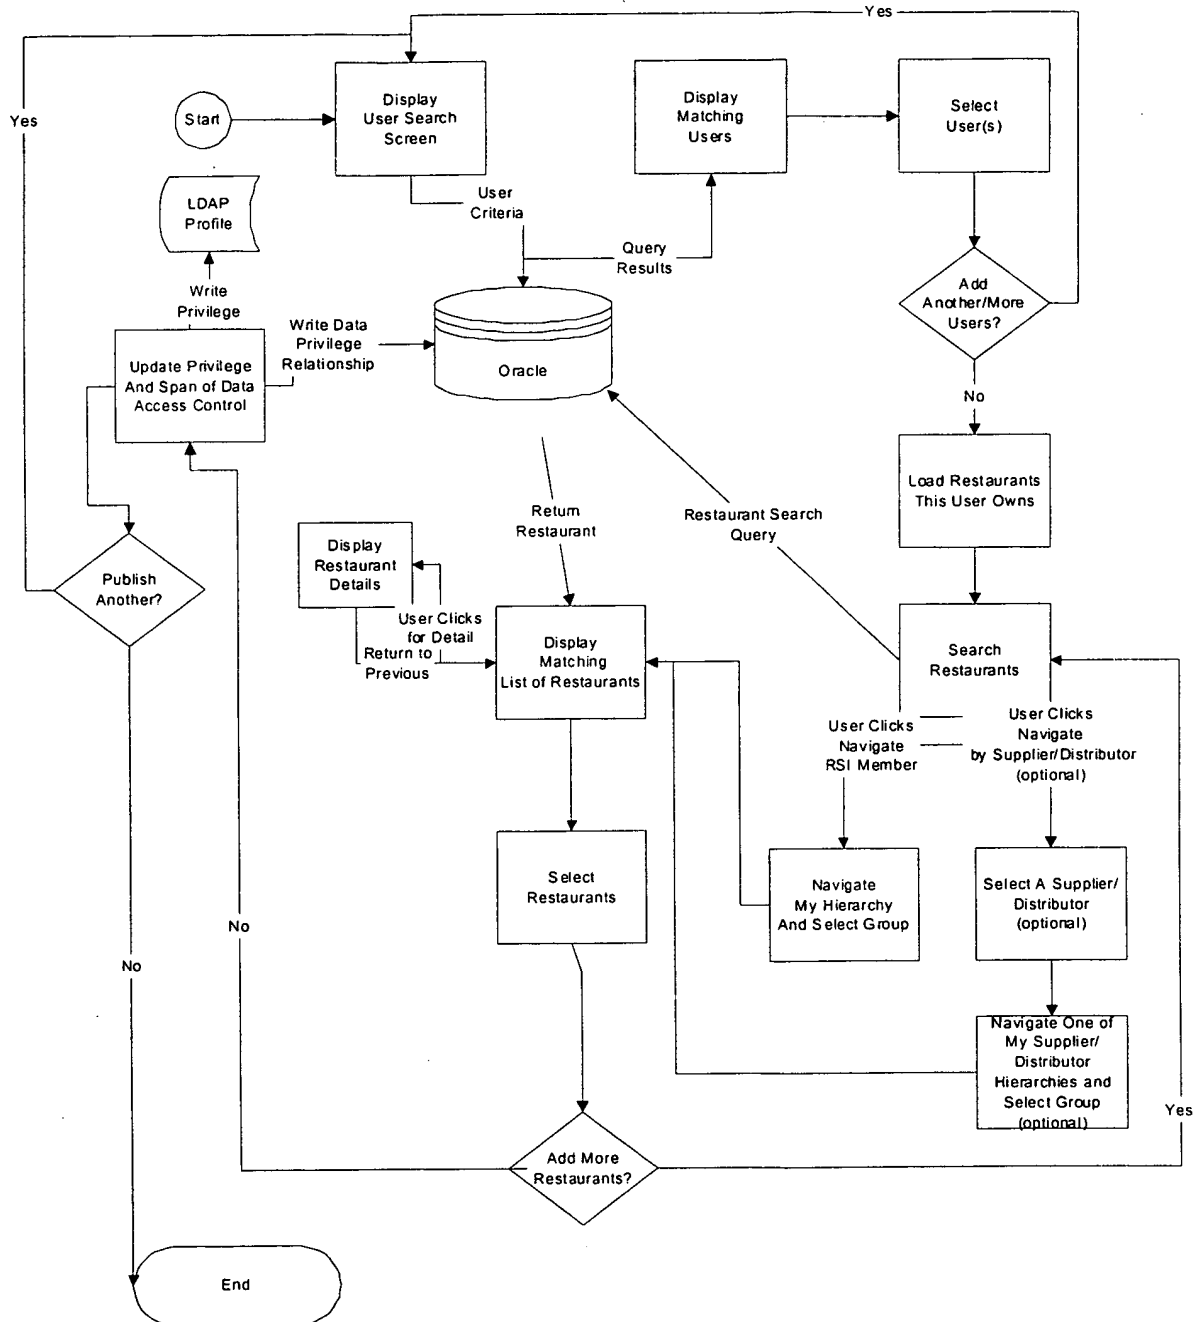 Yes
Yes
Start
Display
User Search
Screen
Display
Matching
Users
Select
User(s)
LDAP
Profile
User
Criteria
Query
Results
Add
Another/More
Users?
Write
Privilege
Write Data
Privilege
Relationship
Oracle
Update Privilege
And Span of Data
Access Control
No
Load Restaurants
This User Owns
Return
Restaurant
Restaurant Search
Query
Display
Restaurant
Details
Publish
Another?
User Clicks
for Detail
Return to
Previous
Display
Matching
List of Restaurants
Search
Restaurants
User Clicks
Navigate
RSI Member
User Clicks
Navigate
by Supplier/Distributor
(optional)
Select
Restaurants
Navigate
My Hierarchy
And Select Group
Select A Supplier/
Distributor
(optional)
No
No
Navigate One of
My Supplier/
Distributor
Hierarchies and
Select Group
(optional)
Yes
Add More
Restaurants?
End